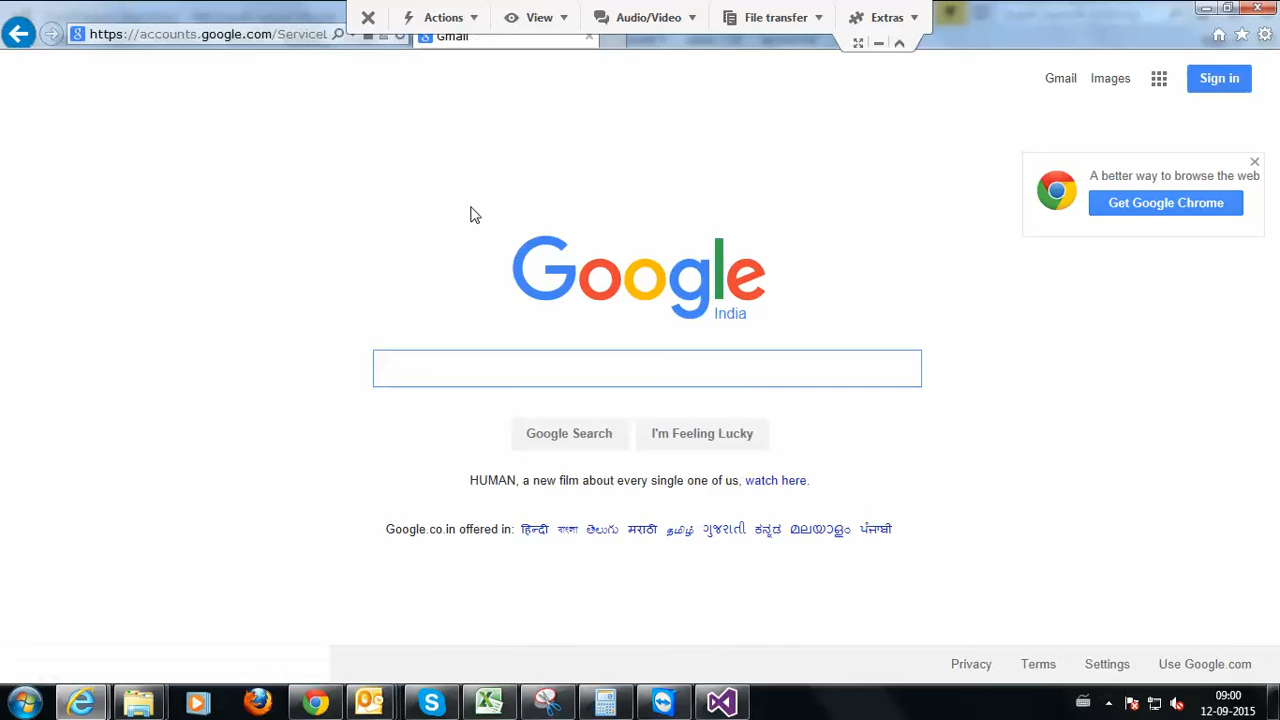 Actions View Audio/Video File transfer Extras
https://accounts.google.com/Servicel
Gmail
Gmail Images Sign in
A better way to browse the web
Get Google Chrome
Google
India
Google Search I'm Feeling Lucky
HUMAN, a new film about every single one of us, watch here.
Google.co.in offered in: हिन्दी বাংলা తెలుగు मराठी தமிழ் ગુજરાતી ಕನ್ನಡ മലയാളം ਪੰਜਾਬੀ
Privacy Terms Settings Use Google.com
09:00
12-09-2015